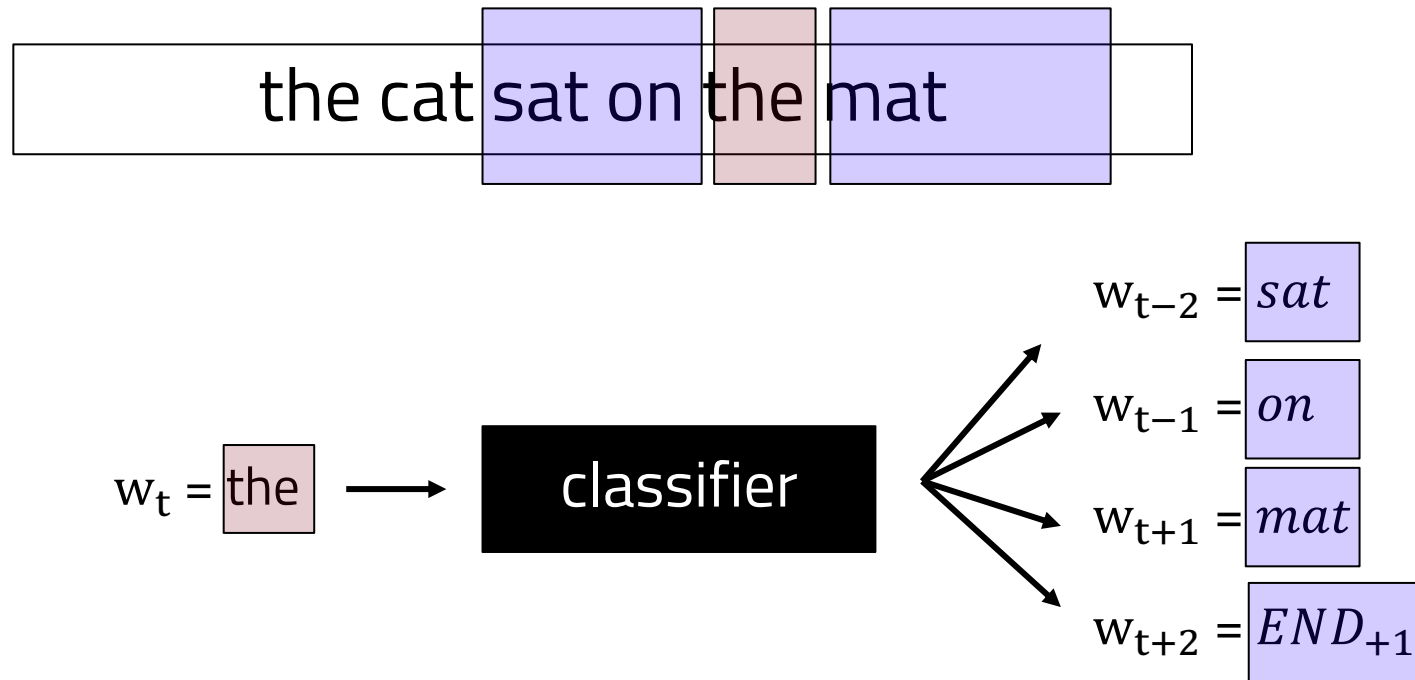 the cat sat on the mat
w_{t−2} = sat
w_{t−1} = on
w_t = the
classifier
w_{t+1} = mat
w_{t+2} = END_{+1}